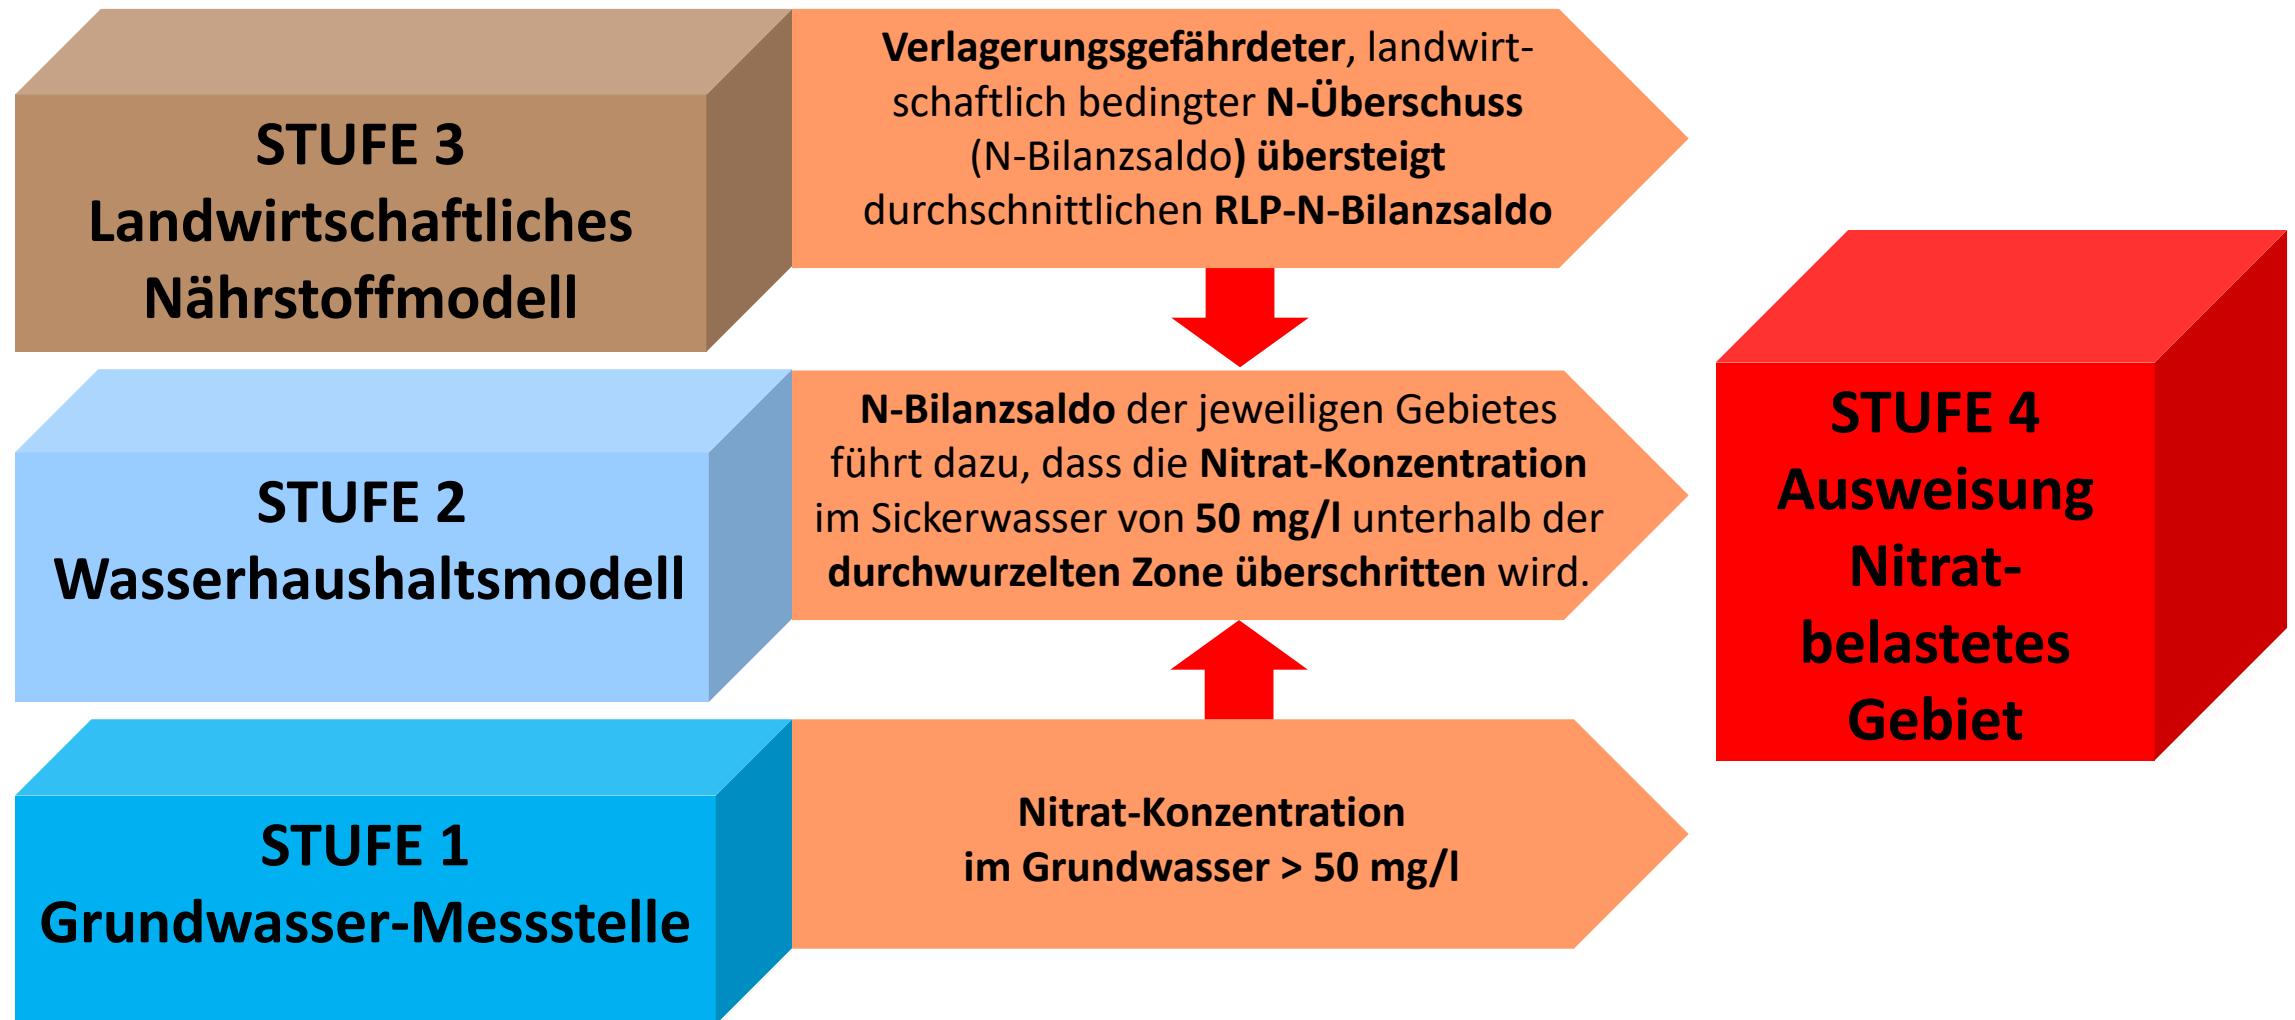 STUFE 3
Landwirtschaftliches
Nährstoffmodell
Verlagerungsgefährdeter, landwirt-
schaftlich bedingter N-Überschuss
(N-Bilanzsaldo) übersteigt
durchschnittlichen RLP-N-Bilanzsaldo
STUFE 2
Wasserhaushaltsmodell
N-Bilanzsaldo der jeweiligen Gebietes
führt dazu, dass die Nitrat-Konzentration
im Sickerwasser von 50 mg/l unterhalb der
durchwurzelten Zone überschritten wird.
STUFE 1
Grundwasser-Messstelle
Nitrat-Konzentration
im Grundwasser > 50 mg/l
STUFE 4
Ausweisung
Nitrat-
belastetes
Gebiet